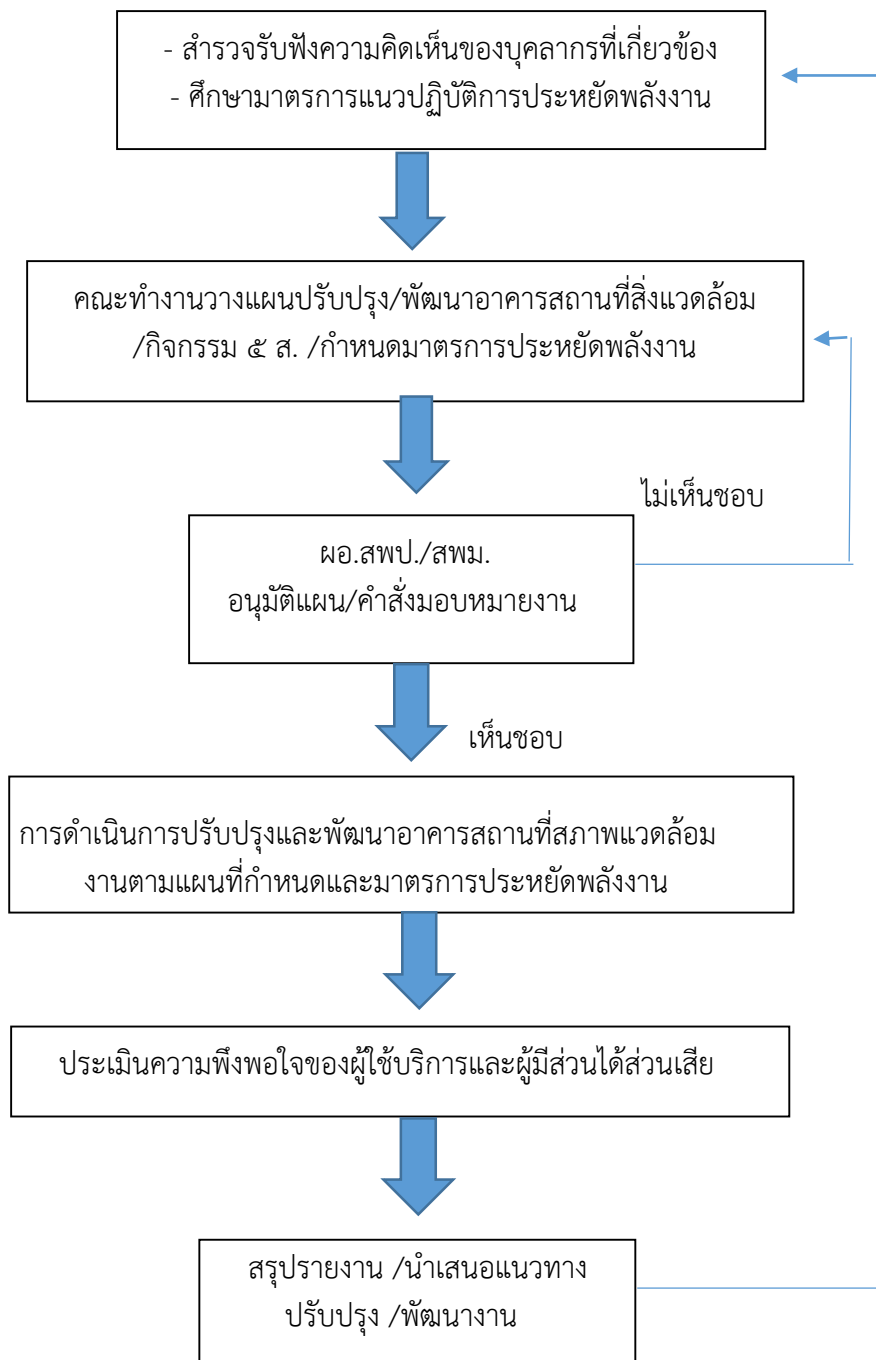 - สำรวจรับฟังความคิดเห็นของบุคลากรที่เกี่ยวข้อง
- ศึกษามาตรการแนวปฏิบัติการประหยัดพลังงาน
คณะทำงานวางแผนปรับปรุง/พัฒนาอาคารสถานที่สิ่งแวดล้อม
/กิจกรรม ๕ ส. /กำหนดมาตรการประหยัดพลังงาน
ไม่เห็นชอบ
ผอ.สพป./สพม.
อนุมัติแผน/คำสั่งมอบหมายงาน
เห็นชอบ
การดำเนินการปรับปรุงและพัฒนาอาคารสถานที่สภาพแวดล้อม
งานตามแผนที่กำหนดและมาตรการประหยัดพลังงาน
ประเมินความพึงพอใจของผู้ใช้บริการและผู้มีส่วนได้ส่วนเสีย
สรุปรายงาน /นำเสนอแนวทาง
ปรับปรุง /พัฒนางาน